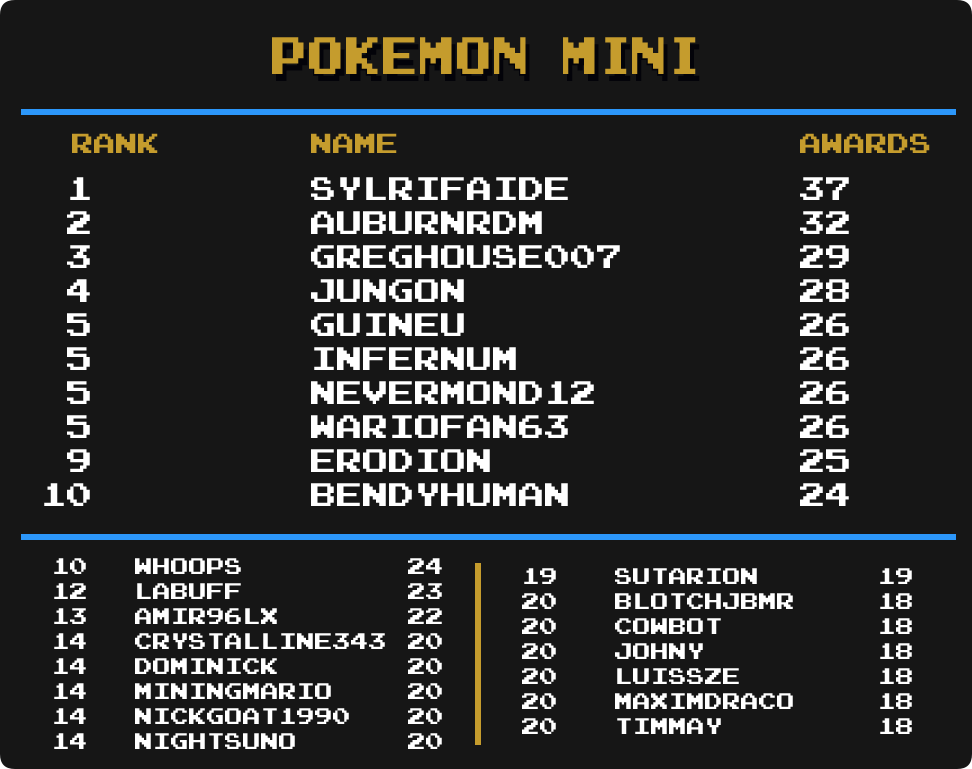 POKEMON MINI
RANK NAME AWARDS
1 SYLRIFAIDE 37
2 AUBURNRDM 32
3 GREGHOUSE007 29
4 JUNGON 28
5 GUINEU 26
5 INFERNUM 26
5 NEVERMOND12 26
5 WARIOFAN63 26
9 ERODION 25
10 BENDYHUMAN 24
10 WHOOPS 24
12 LABUFF 23
13 AMIR96LX 22
14 CRYSTALLINE343 20
14 DOMINICK 20
14 MININGMARIO 20
14 NICKGOAT1990 20
14 NIGHTSUNO 20
19 SUTARION 19
20 BLOTCHJBMR 18
20 COWBOT 18
20 JOHNY 18
20 LUISSZE 18
20 MAXIMDRACO 18
20 TIMMAY 18